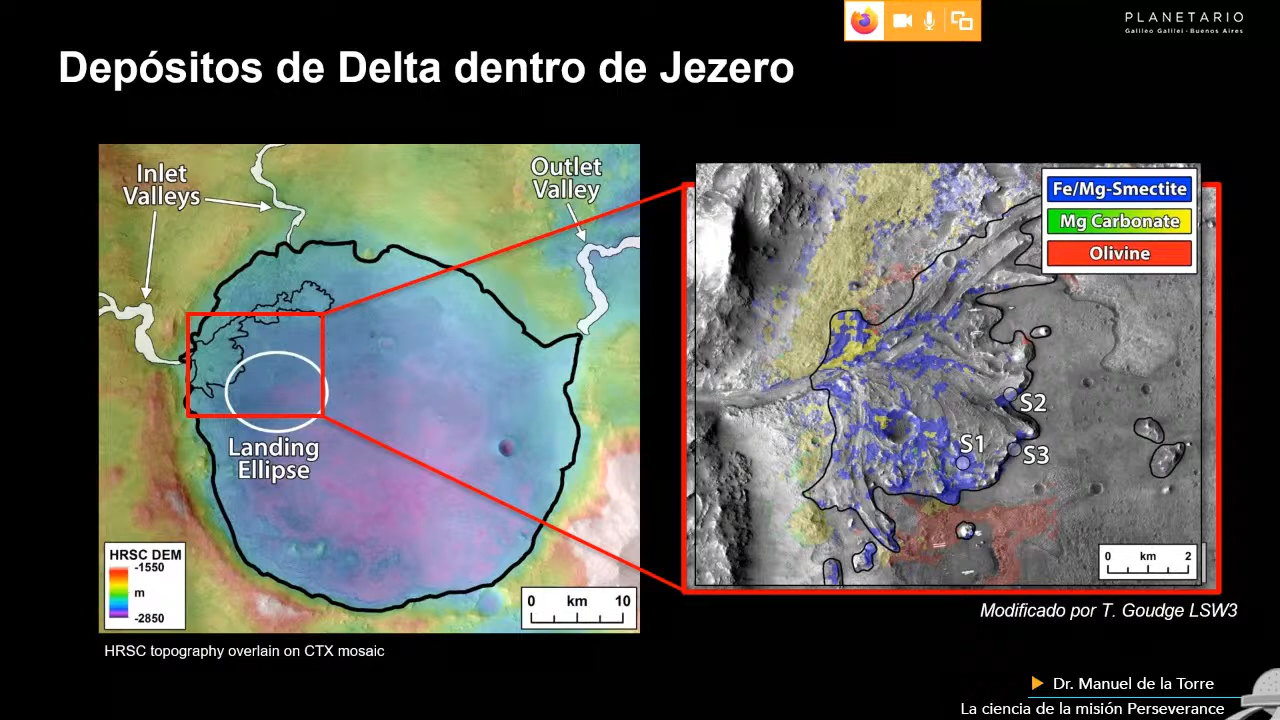 PLANETARIO
Galileo Galilei - Buenos Aires
Depósitos de Delta dentro de Jezero
Inlet
Valleys
Outlet
Valley
Landing
Ellipse
HRSC DEM
-1550
m
-2850
0 km 10
HRSC topography overlain on CTX mosaic
Fe/Mg-Smectite
Mg Carbonate
Olivine
S2
S1
S3
0 km 2
Modificado por T. Goudge LSW3
Dr. Manuel de la Torre
La ciencia de la misión Perseverance